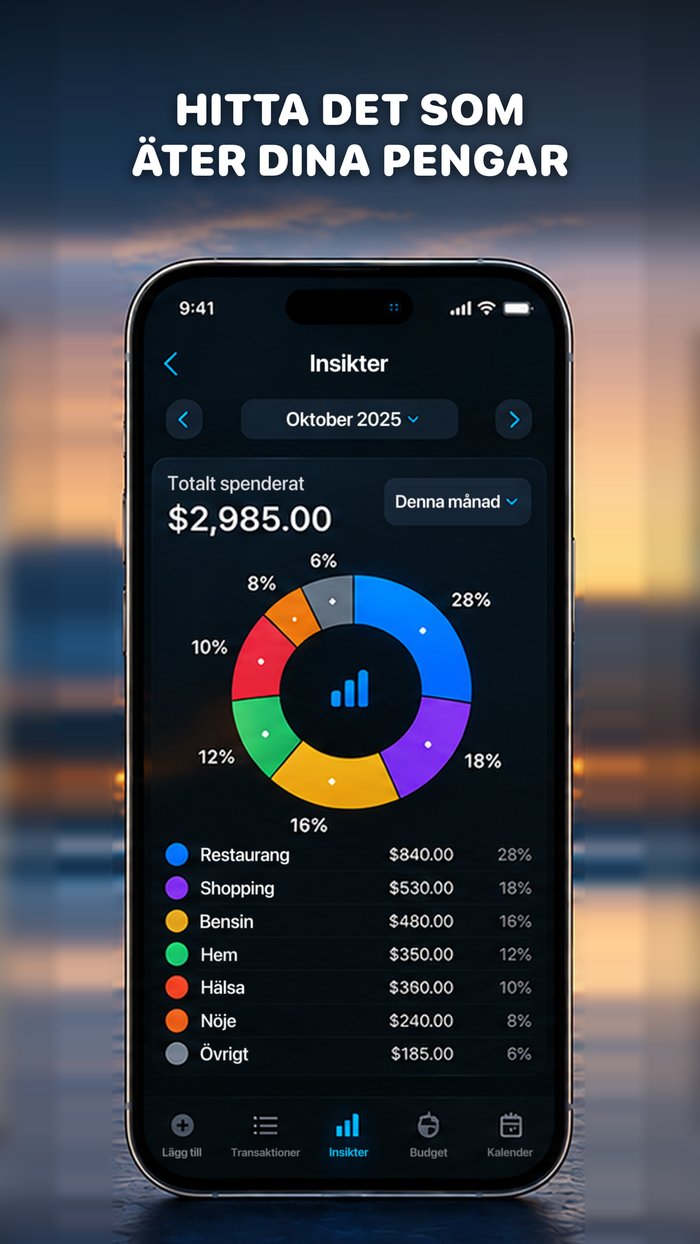 HITTA DET SOM
ÄTER DINA PENGAR
9:41
Insikter
Oktober 2025
Totalt spenderat
$2,985.00
Denna månad
6%
8%
28%
10%
12%
18%
16%
Restaurang $840.00 28%
Shopping $530.00 18%
Bensin $480.00 16%
Hem $350.00 12%
Hälsa $360.00 10%
Nöje $240.00 8%
Övrigt $185.00 6%
Lägg till Transaktioner Insikter Budget Kalender